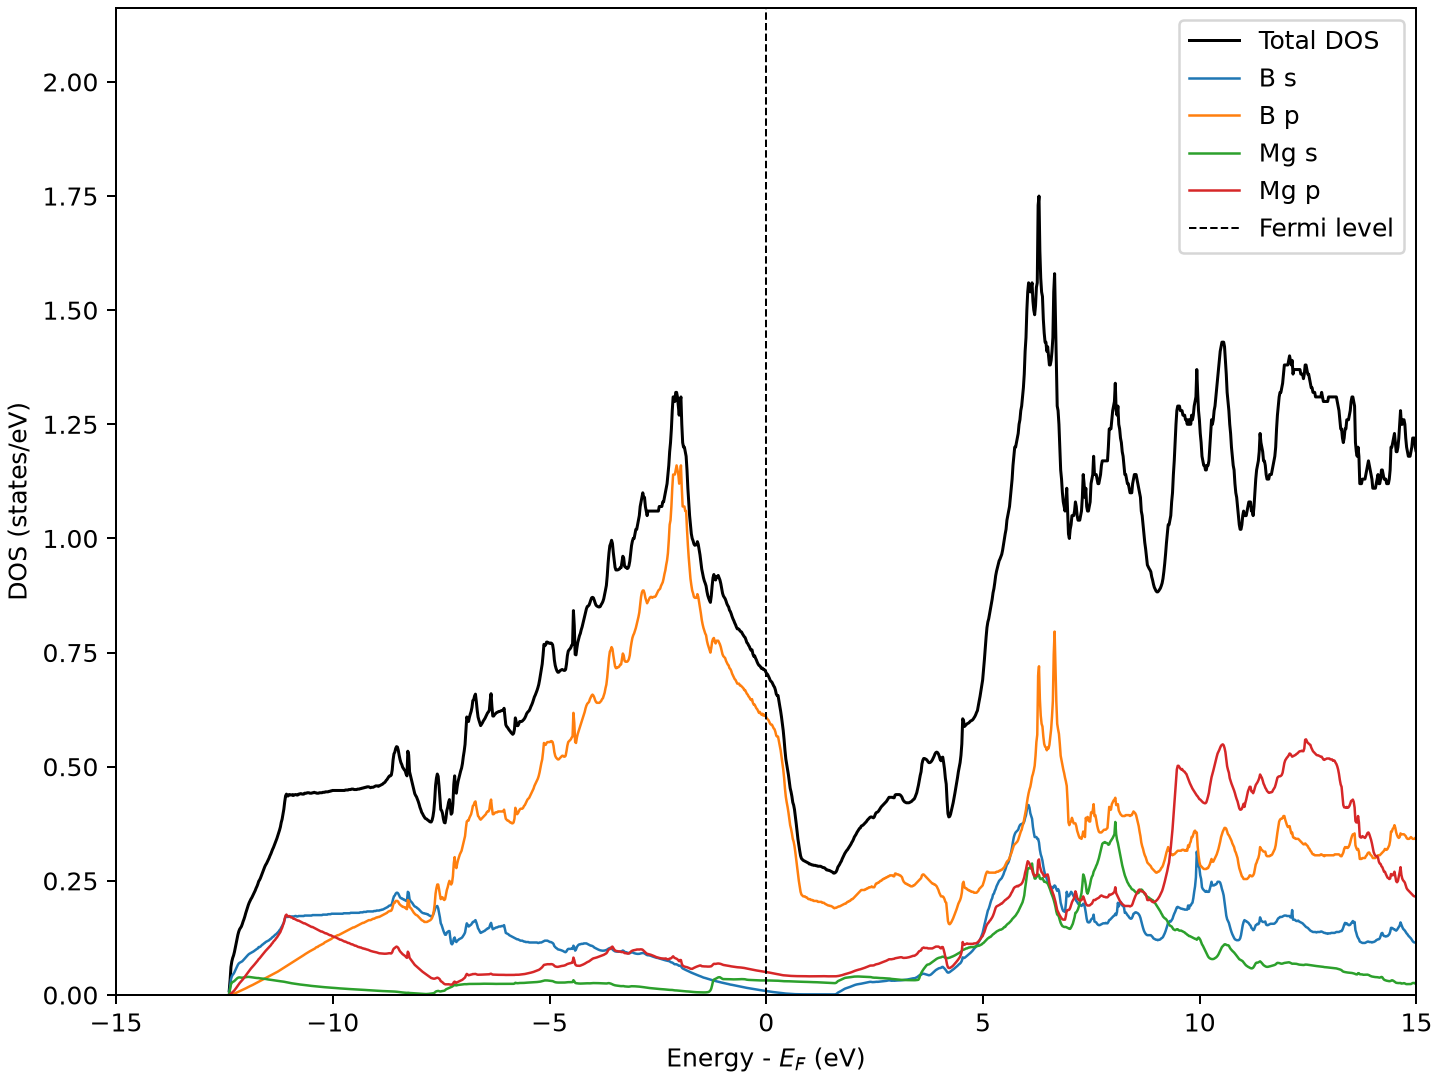 Total DOS
B s
B p
Mg s
Mg p
Fermi level
DOS (states/eV)
2.00
1.75
1.50
1.25
1.00
0.75
0.50
0.25
0.00
−15
−10
−5
0
5
10
15
Energy - E_F (eV)